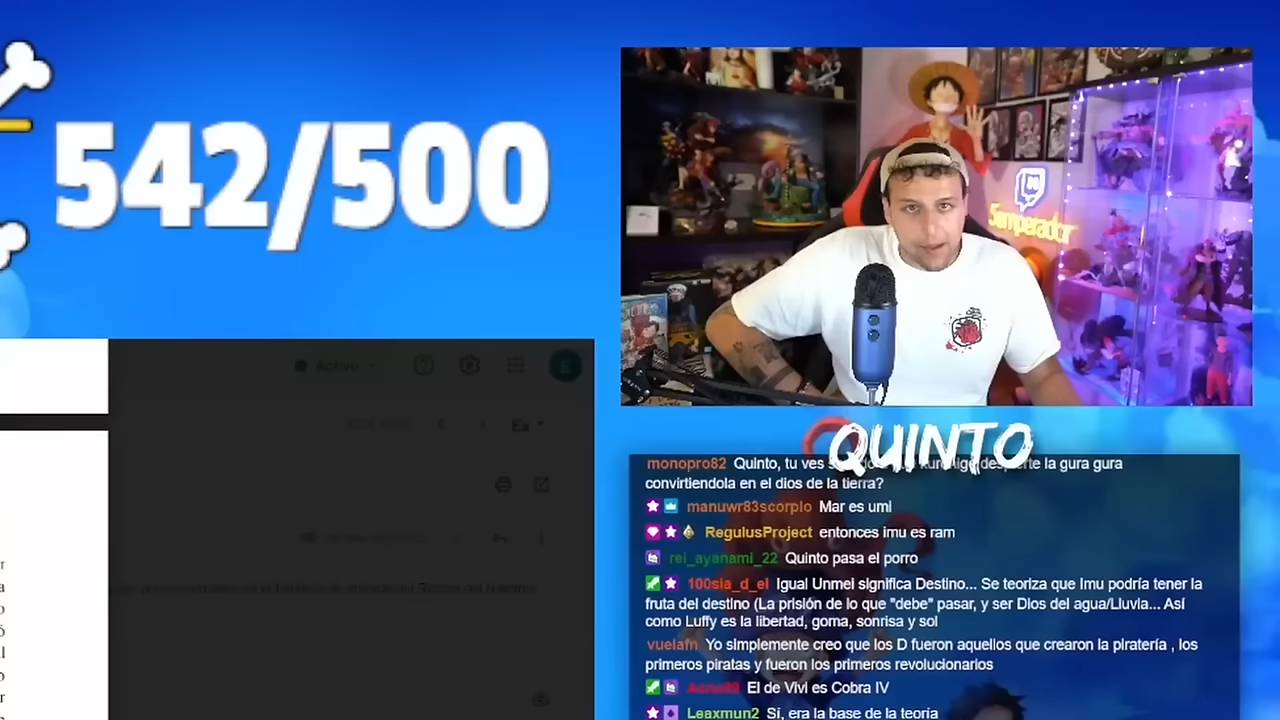 542/500
5emperador
Active
E
QUINTO
monopro82 Quinto, tu ves despierte la gura gura
convirtiendola en el dios de la tierra?
manuwr83scorpio Mar es umi
RegulusProject entonces imu es ram
rei_ayanami_22 Quinto pasa el porro
100sia_d_el Igual Unmei significa Destino... Se teoriza que Imu podría tener la
fruta del destino (La prisión de lo que "debe" pasar, y ser Dios del agua/Lluvia... Así
como Luffy es la libertad, goma, sonrisa y sol
vuelafn Yo simplemente creo que los D fueron aquellos que crearon la piratería , los
primeros piratas y fueron los primeros revolucionarios
El de Vivi es Cobra IV
Leaxmun2 Sí, era la base de la teoría